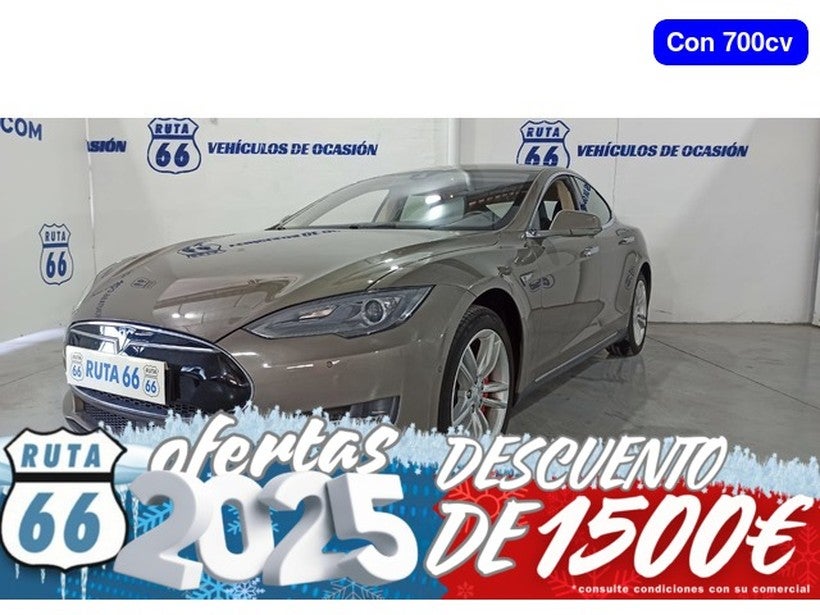 Con 700cv
.COM
RUTA
66
ASIÓN
VEHÍCULOS DE OCASIÓN
RUTA
66
VEHÍCULOS DE OCASIÓN
RUTA
66
RUTA 66
RUTA
66
ofertas
2025
DESCUENTO
DE 1500€
*consulte condiciones con su comercial